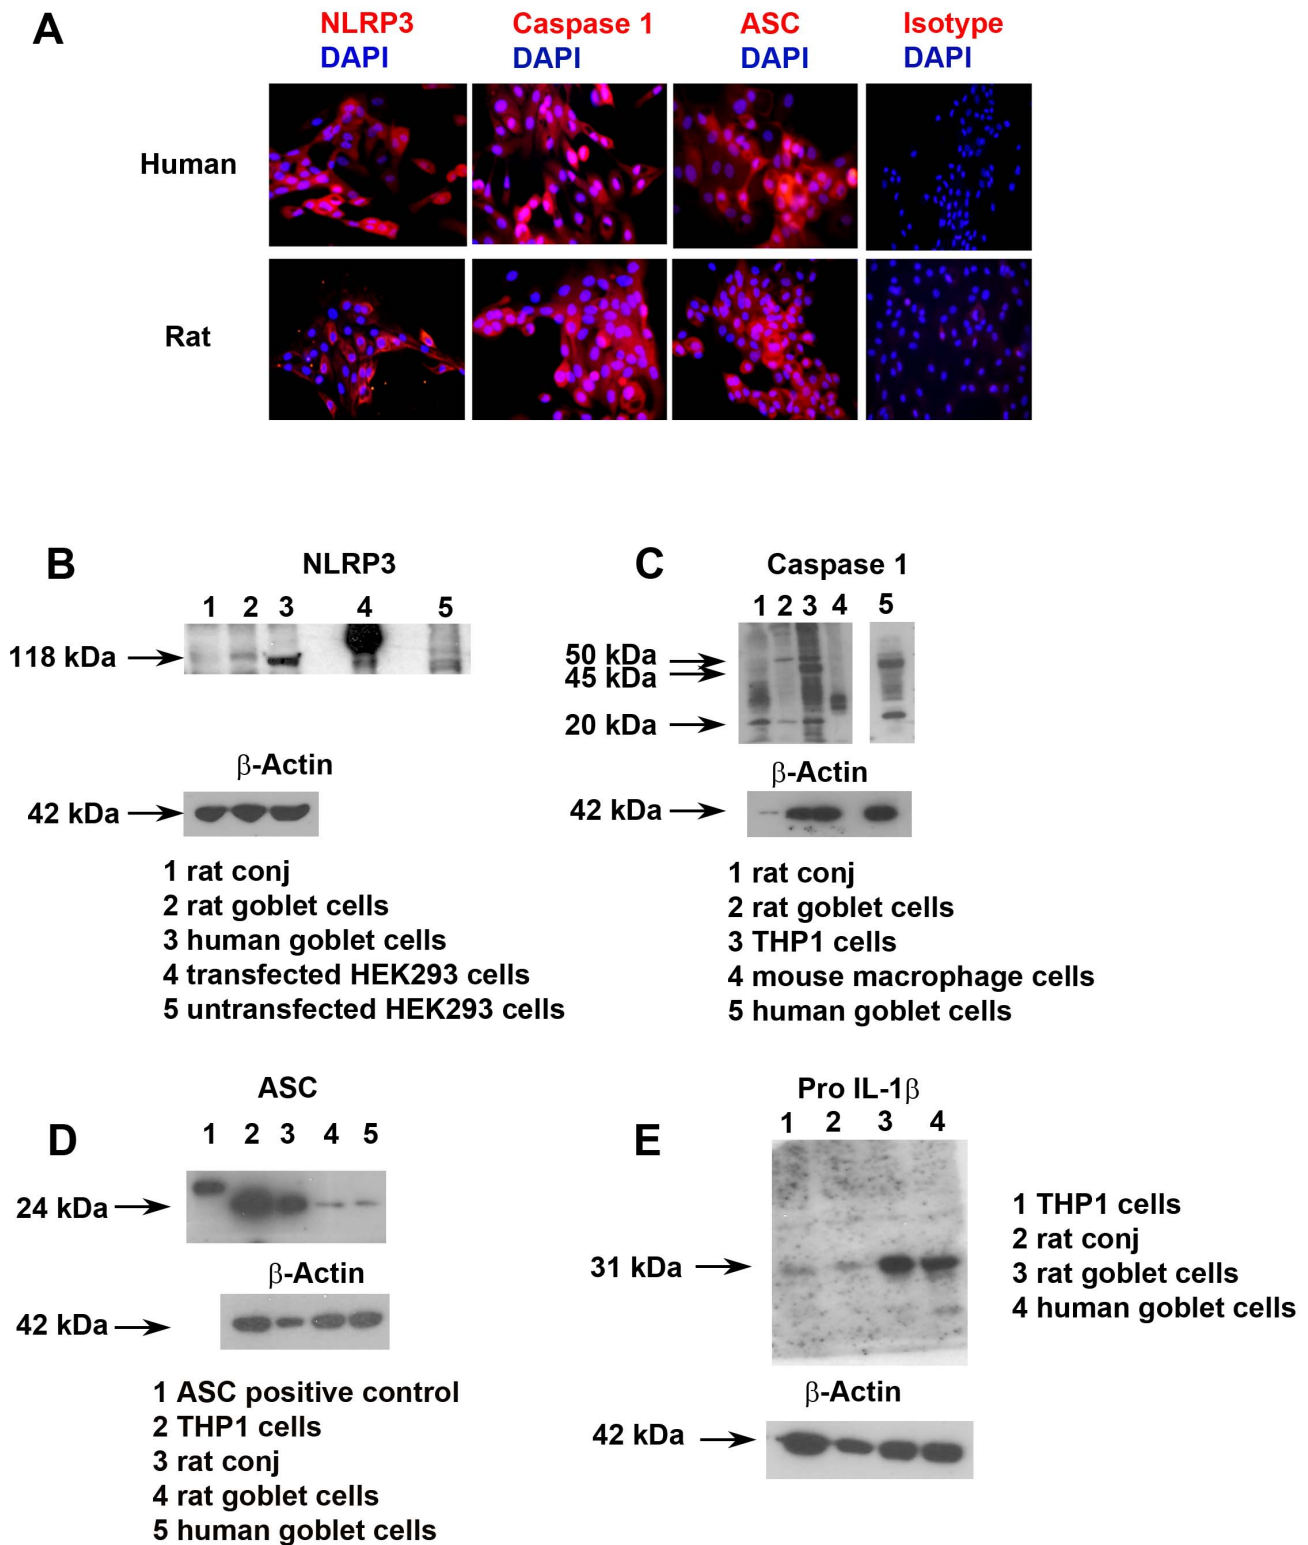 A
NLRP3 Caspase 1 ASC Isotype
DAPI DAPI DAPI DAPI
Human
Rat
B
NLRP3
1 2 3 4 5
118 kDa
β-Actin
42 kDa
1 rat conj
2 rat goblet cells
3 human goblet cells
4 transfected HEK293 cells
5 untransfected HEK293 cells
C
Caspase 1
1 2 3 4 5
50 kDa
45 kDa
20 kDa
β-Actin
42 kDa
1 rat conj
2 rat goblet cells
3 THP1 cells
4 mouse macrophage cells
5 human goblet cells
D
ASC
1 2 3 4 5
24 kDa
β-Actin
42 kDa
1 ASC positive control
2 THP1 cells
3 rat conj
4 rat goblet cells
5 human goblet cells
E
Pro IL-1β
1 2 3 4
31 kDa
1 THP1 cells
2 rat conj
3 rat goblet cells
4 human goblet cells
β-Actin
42 kDa